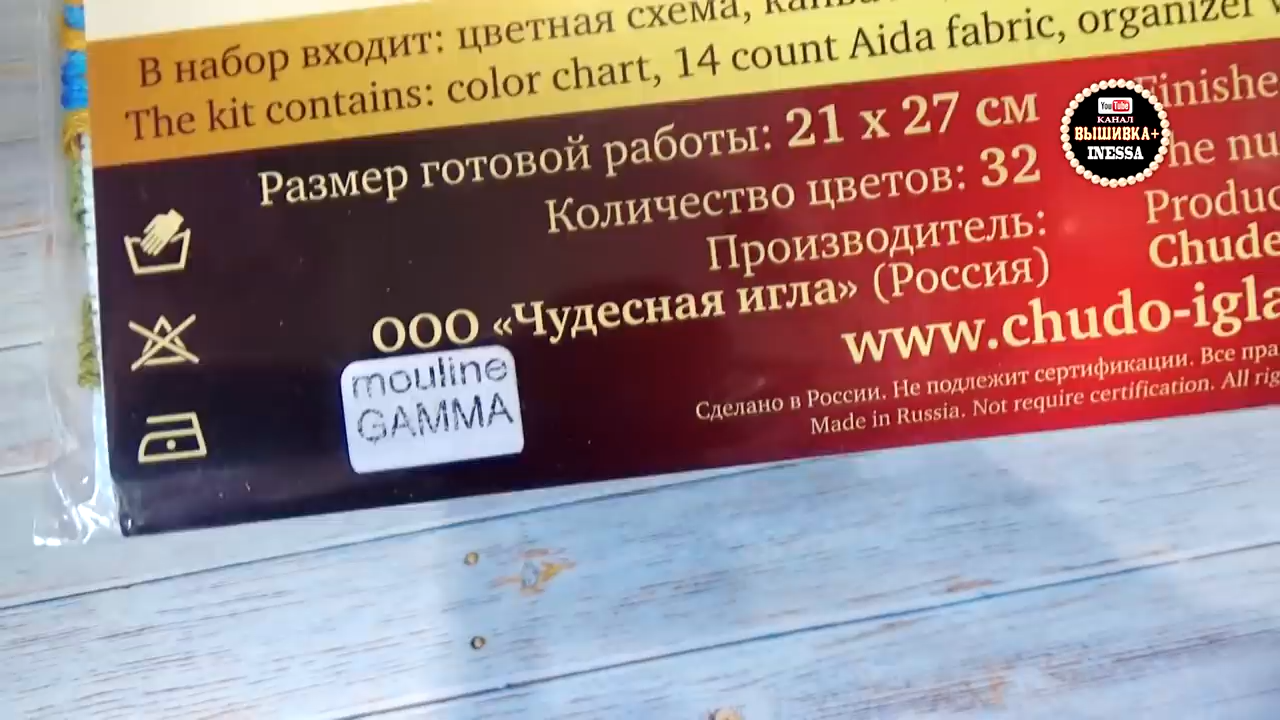 В набор входит: цветная схема,
The kit contains: color chart, 14 count Aida fabric, organizer
Размер готовой работы: 21 x 27 см
Количество цветов: 32
Производитель:
ООО «Чудесная игла» (Россия)
www.chudo-igla
Сделано в России. Не подлежит сертификации. Все
Made in Russia. Not require certification. All
mouline
GAMMA
YouTube
КАНАЛ
ВЫШИВКА+
INESSA